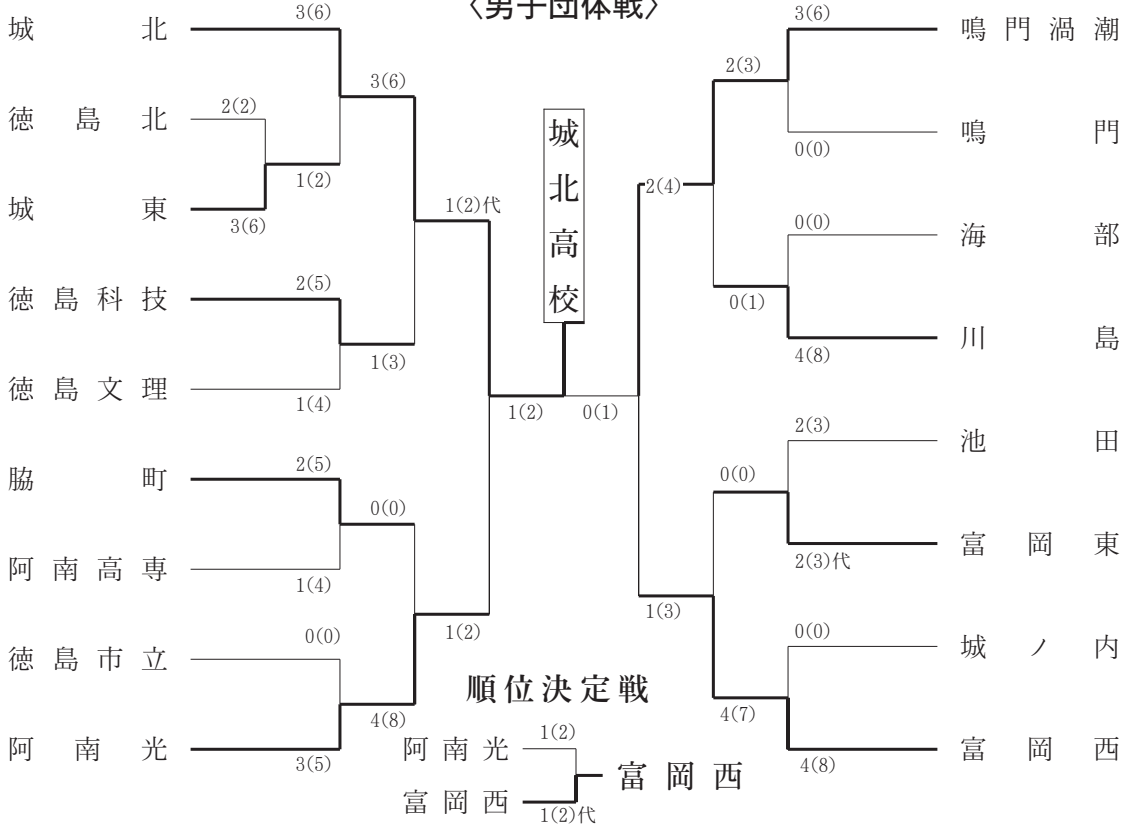 〈男子団体戦〉
3(6)
3(6)
城北
鳴門渦潮
2(3)
3(6)
2(2)
徳島北
城北高校
鳴門
0(0)
1(2)
2(4)
1(2)代
城東
3(6)
0(0)
海部
2(5)
徳島科技
0(1)
川島
1(3)
4(8)
徳島文理
1(4)
1(2)
0(1)
2(3)
池田
2(5)
脇町
0(0)
0(0)
富岡東
2(3)代
阿南高専
1(4)
1(3)
1(2)
0(0)
0(0)
城ノ内
徳島市立
順位決定戦
4(8)
4(7)
1(2)
阿南光
3(5)
阿南光
富岡西
富岡西
4(8)
富岡西
1(2)代